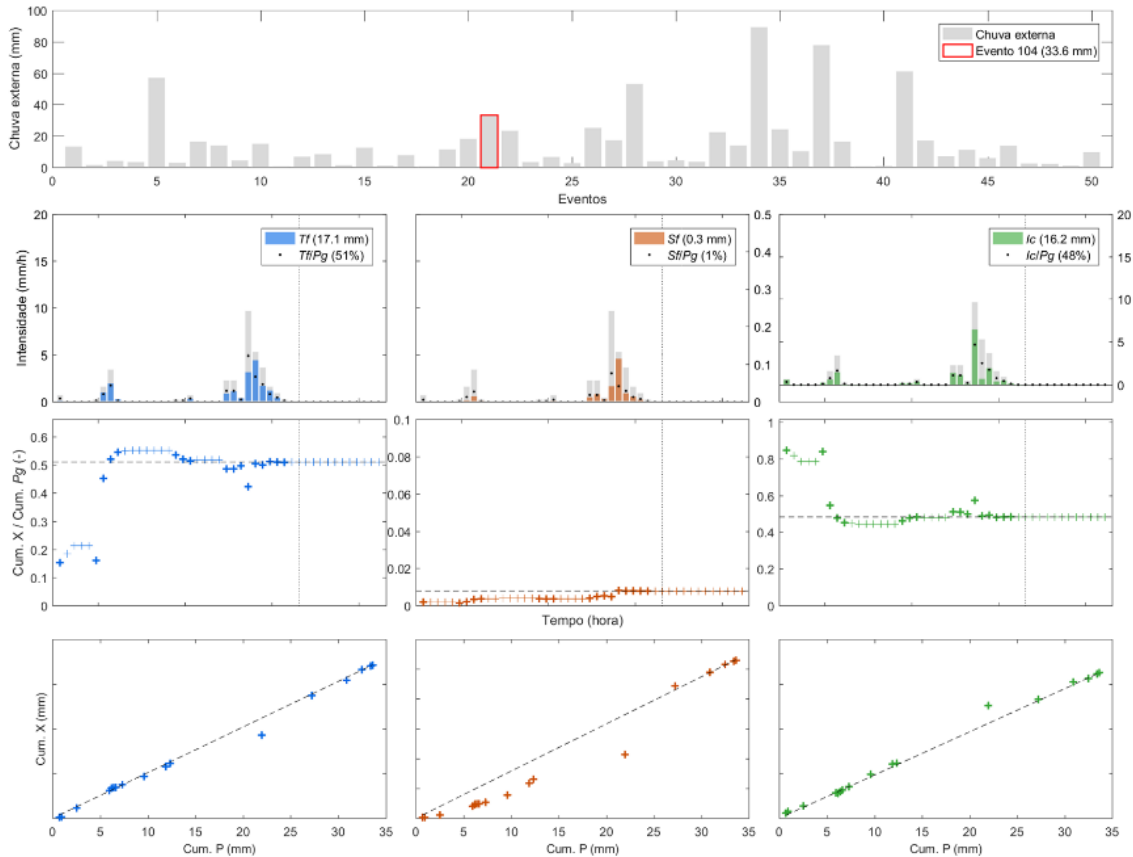 Chuva externa (mm)
100
80
60
40
20
0
Chuva externa
Evento 104 (33.6 mm)
0 5 10 15 20 25 30 35 40 45 50
Eventos
Intensidade (mm/h)
20
15
10
5
0
Tf (17.1 mm)
Tf/Pg (51%)
Sf (0.3 mm)
Sf/Pg (1%)
0.5
0.4
0.3
0.2
0.1
0
Ic (16.2 mm)
Ic/Pg (48%)
20
15
10
5
0
Cum. X / Cum. Pg (-)
0.6
0.5
0.4
0.3
0.2
0.1
0
0.1
0.08
0.06
0.04
0.02
0
Tempo (hora)
1
0.8
0.6
0.4
0.2
0
Cum. X (mm)
0 5 10 15 20 25 30 35
Cum. P (mm)
0 5 10 15 20 25 30 35
Cum. P (mm)
0 5 10 15 20 25 30 35
Cum. P (mm)